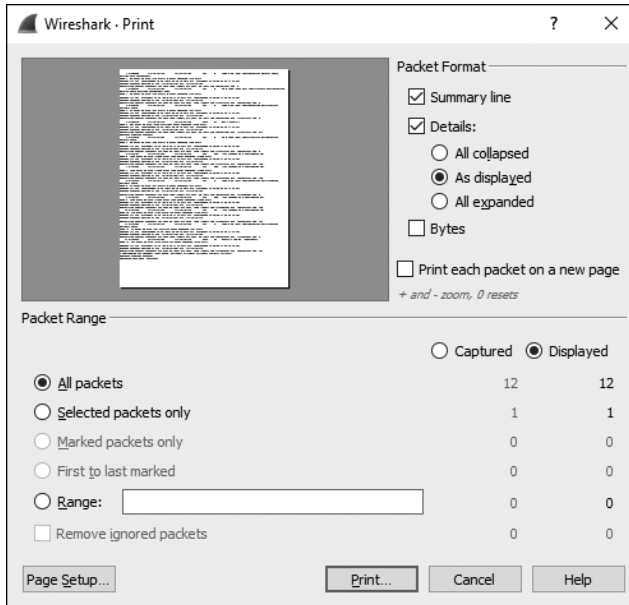 Wireshark · Print
? ×
Packet Format
Summary line
Details:
All collapsed
As displayed
All expanded
Bytes
Print each packet on a new page
+ and - zoom, 0 resets
Packet Range
Captured Displayed
All packets 12 12
Selected packets only 1 1
Marked packets only 0 0
First to last marked 0 0
Range: 0 0
Remove ignored packets 0 0
Page Setup... Print... Cancel Help